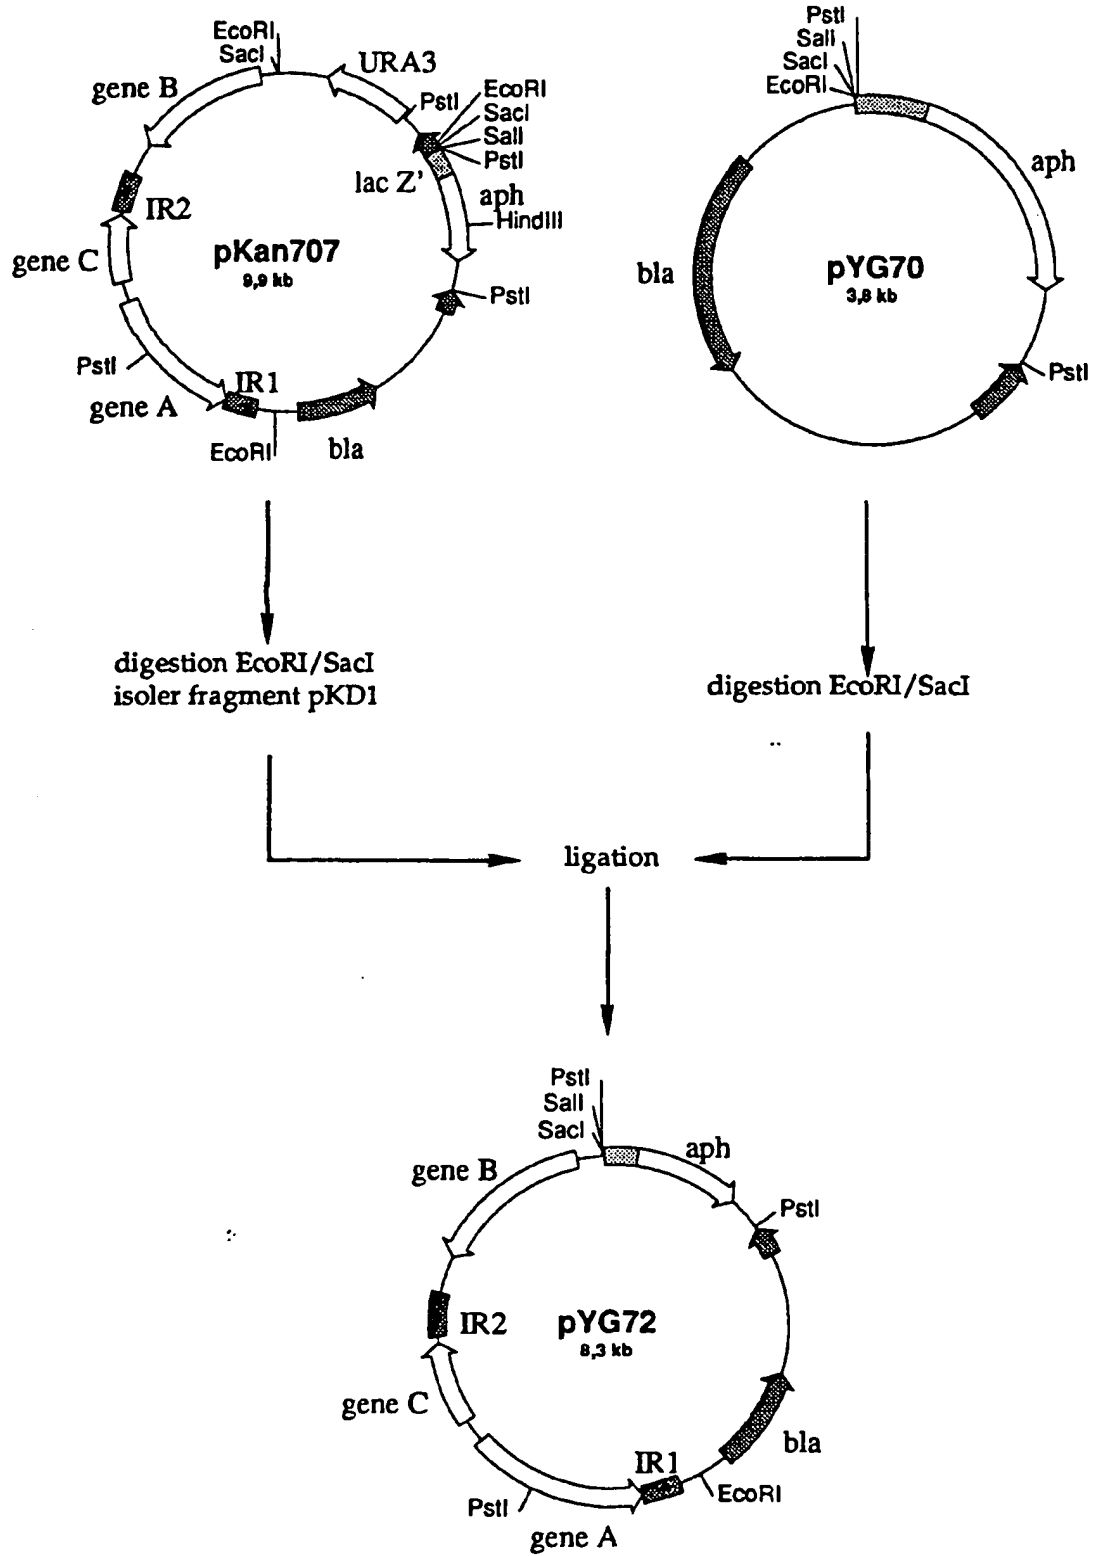 EcoRI
SacI
URA3
gene B
PstI
EcoRI
SacI
SalI
PstI
lac Z'
aph
HindIII
IR2
gene C
pKan707
9,9 kb
PstI
PstI
gene A
IR1
EcoRI
bla
PstI
SalI
SacI
EcoRI
aph
bla
pYG70
3,8 kb
PstI
digestion EcoRI/SacI
isoler fragment pKD1
digestion EcoRI/SacI
ligation
PstI
SalI
SacI
aph
gene B
PstI
IR2
pYG72
8,3 kb
gene C
bla
IR1
EcoRI
PstI
gene A